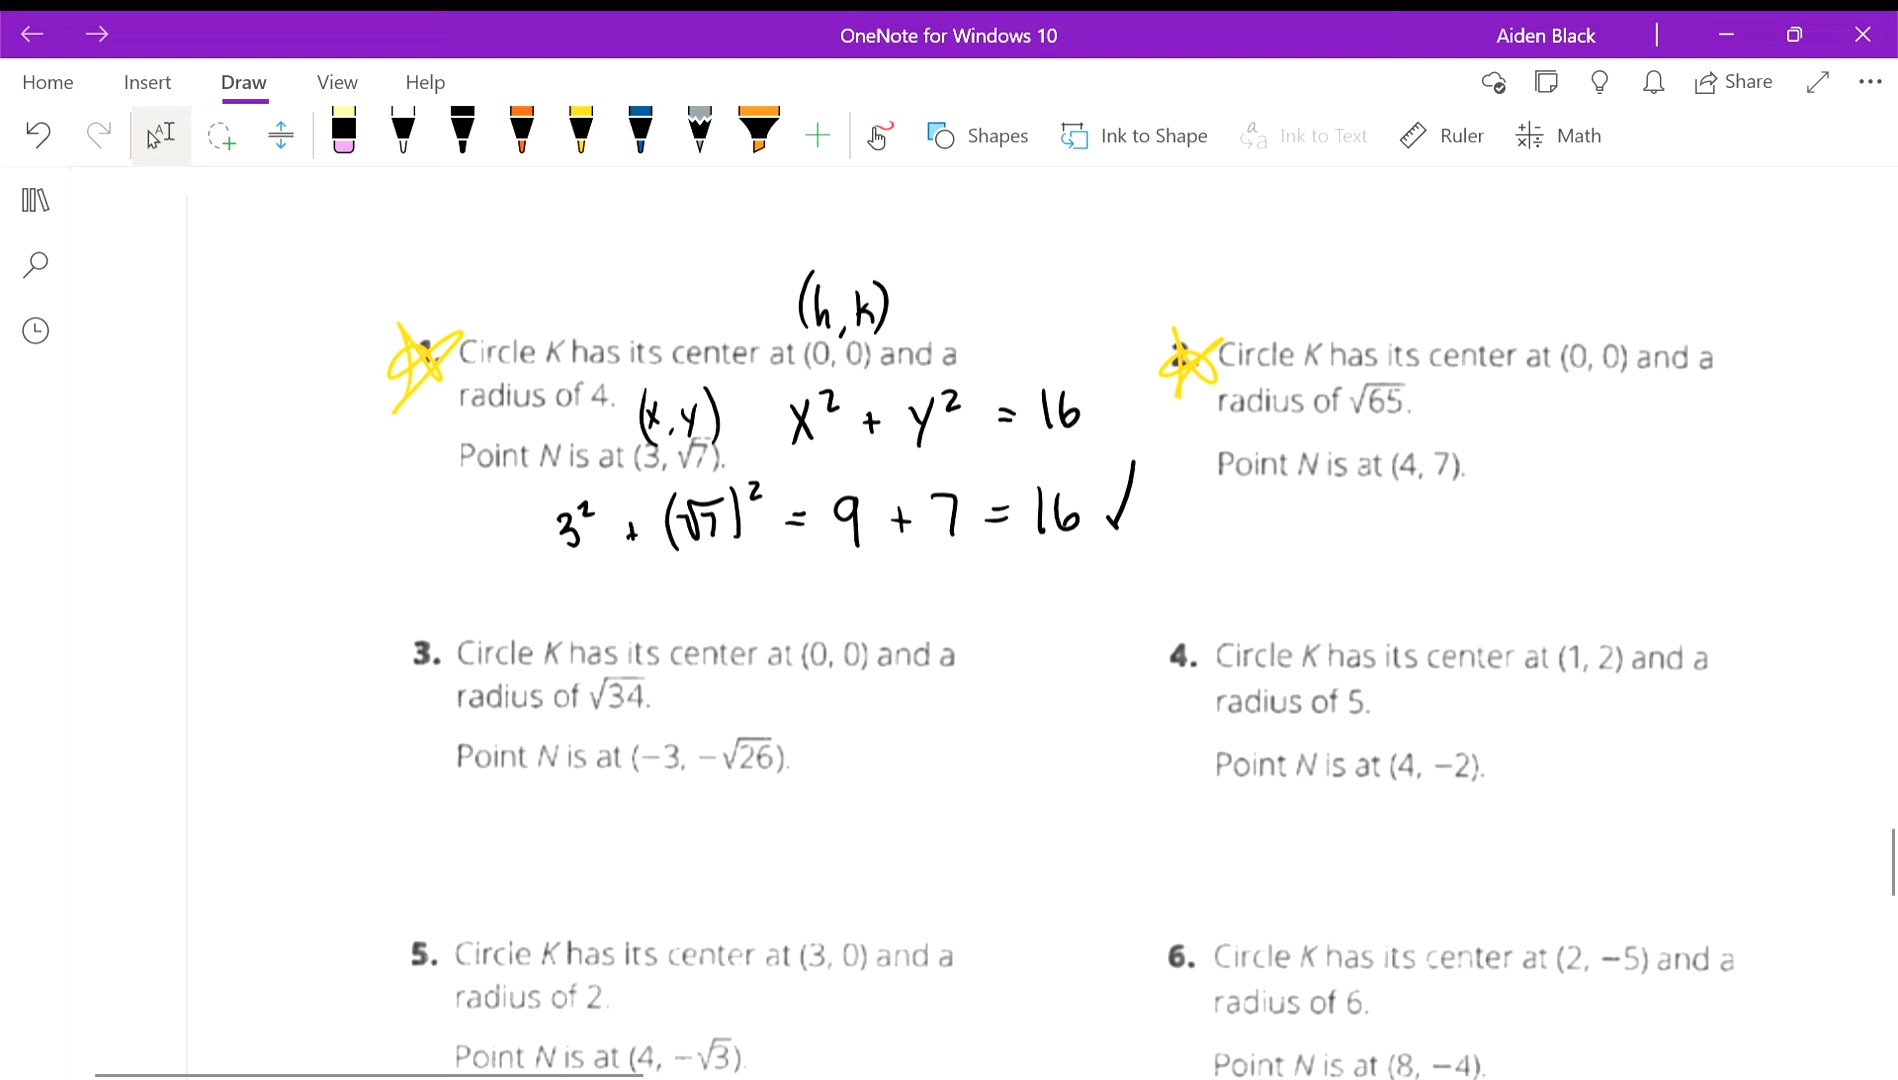 OneNote for Windows 10
Aiden Black
Home Insert Draw View Help
Share
Shapes Ink to Shape Ink to Text Ruler Math
(h, k)
Circle K has its center at (0, 0) and a
radius of 4.
(x, y) x² + y² = 16
Point N is at (3, √7).
3² + (√7)² = 9 + 7 = 16 ✓
Circle K has its center at (0, 0) and a
radius of √65.
Point N is at (4, 7).
3. Circle K has its center at (0, 0) and a
radius of √34.
Point N is at (−3, −√26).
4. Circle K has its center at (1, 2) and a
radius of 5.
Point N is at (4, −2).
5. Circle K has its center at (3, 0) and a
radius of 2.
Point N is at (4, −√3).
6. Circle K has its center at (2, −5) and a
radius of 6.
Point N is at (8, −4).